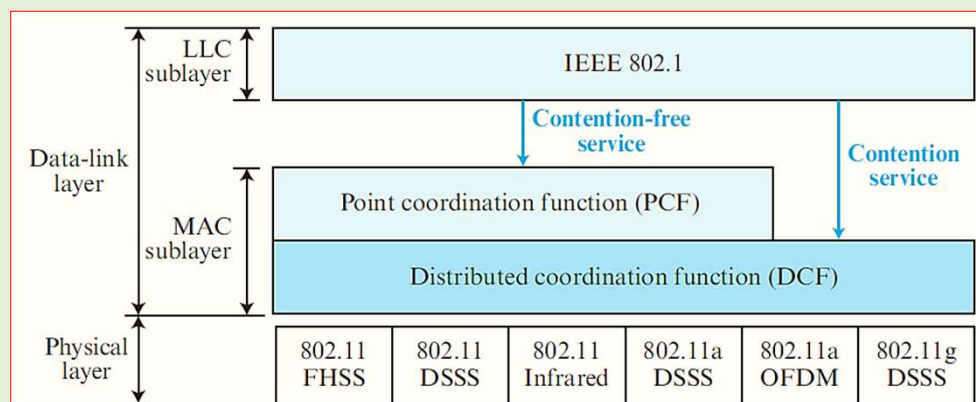 LLC
sublayer
IEEE 802.1
Contention-free
service
Contention
service
Data-link
layer
MAC
sublayer
Point coordination function (PCF)
Distributed coordination function (DCF)
Physical
layer
802.11
FHSS
802.11
DSSS
802.11
Infrared
802.11a
DSSS
802.11a
OFDM
802.11g
DSSS